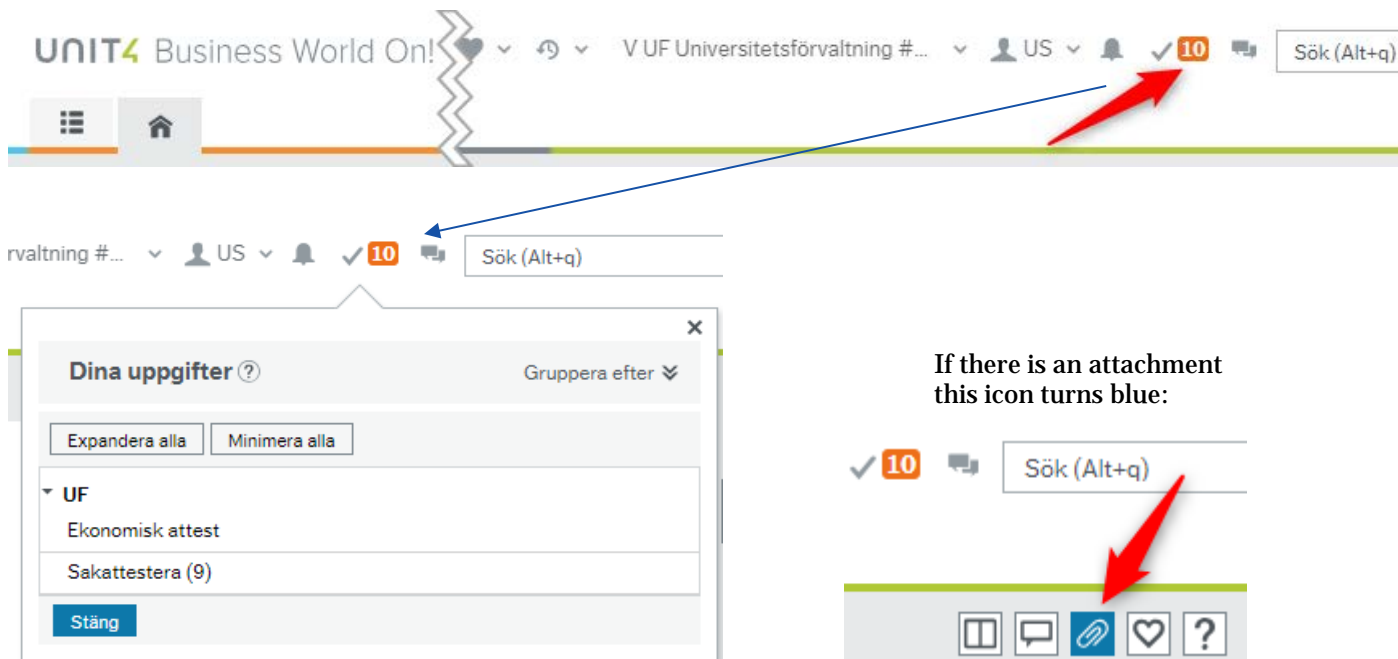 UNIT4 Business World On! V UF Universitetsförvaltning #... US 10 Sök (Alt+q)
rvaltning #... US 10 Sök (Alt+q)
Dina uppgifter ? Gruppera efter
Expandera alla Minimera alla
UF
Ekonomisk attest
Sakattestera (9)
Stäng
If there is an attachment
this icon turns blue:
10 Sök (Alt+q)
?